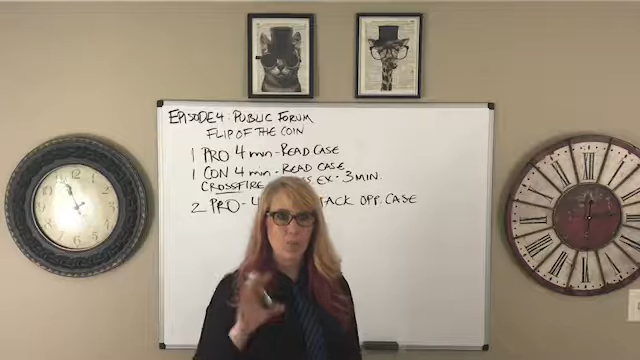 EPISODE 4: PUBLIC FORUM
FLIP OF THE COIN
1 PRO 4 min - READ CASE
1 CON 4 min - READ CASE
CROSSFIRE EX. 3 MIN.
2 PRO - 4 OPP. CASE